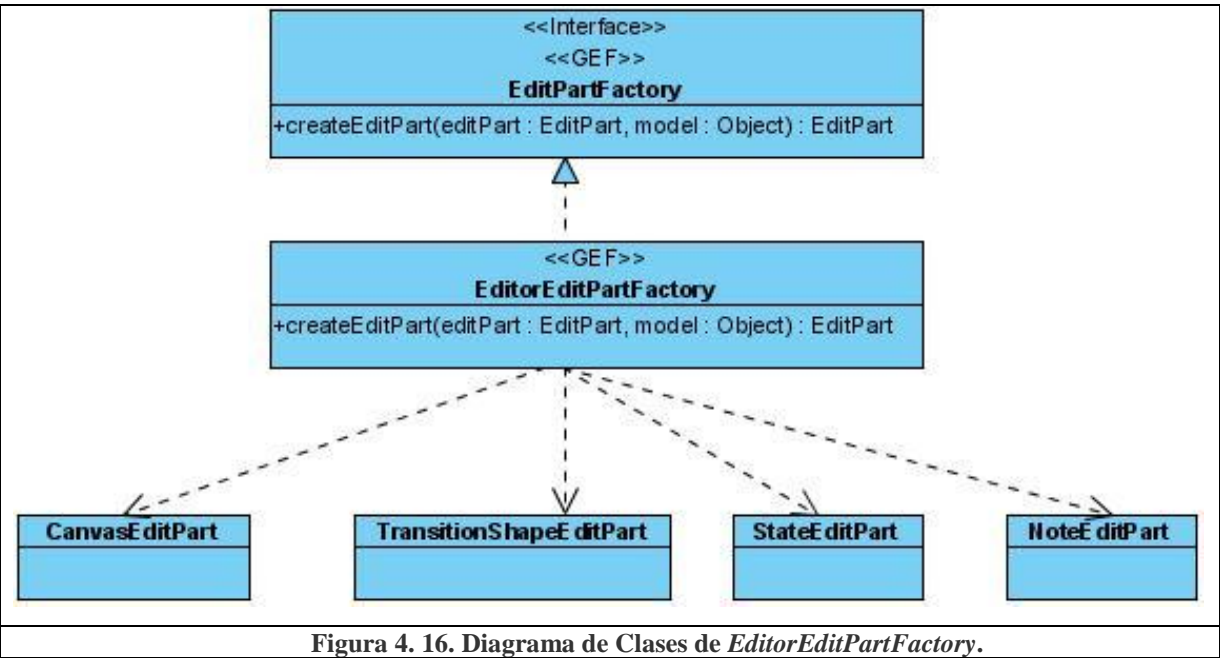 <<Interface>>
<<GEF>>
EditPartFactory
+createEditPart(editPart : EditPart, model : Object) : EditPart
<<GEF>>
EditorEditPartFactory
+createEditPart(editPart : EditPart, model : Object) : EditPart
CanvasEditPart
TransitionShapeEditPart
StateEditPart
NoteEditPart
Figura 4. 16. Diagrama de Clases de EditorEditPartFactory.